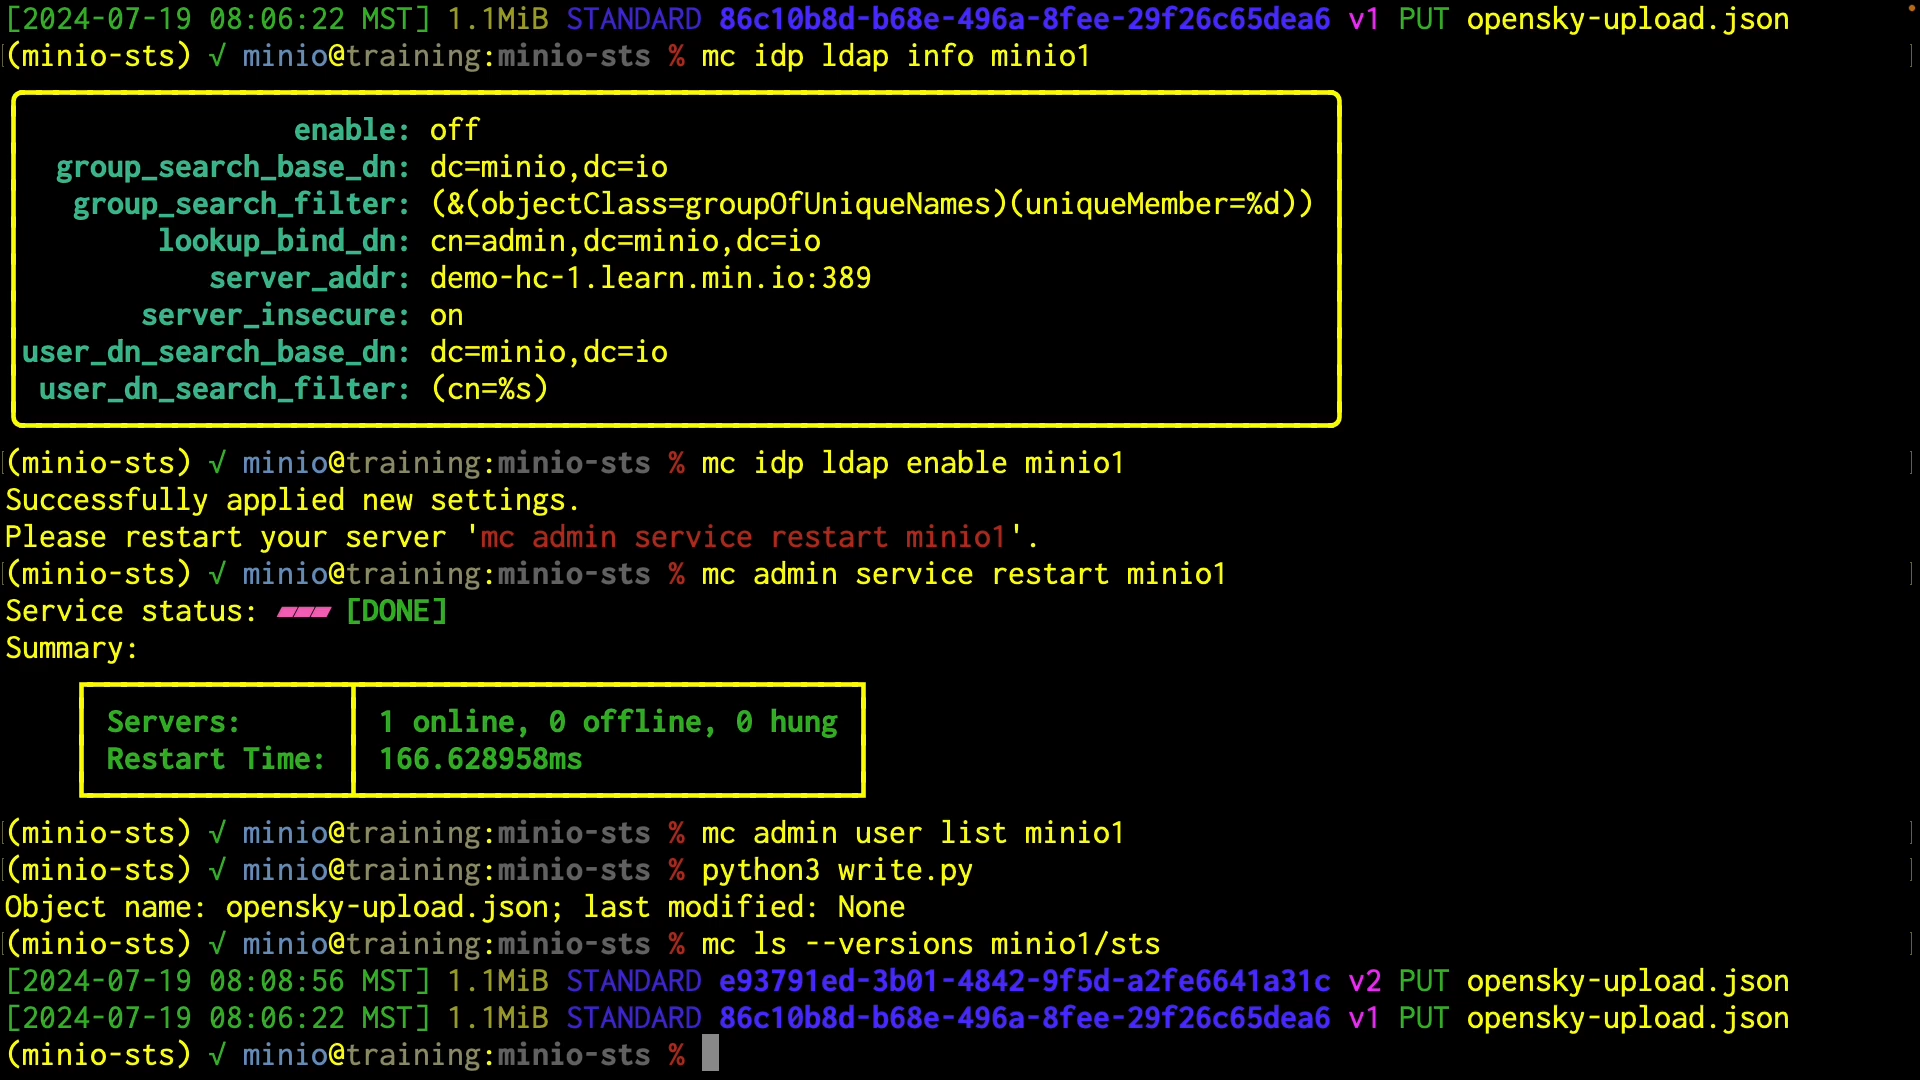 [2024-07-19 08:06:22 MST] 1.1MiB STANDARD 86c10b8d-b68e-496a-8fee-29f26c65dea6 v1 PUT opensky-upload.json
(minio-sts) √ minio@training:minio-sts % mc idp ldap info minio1
enable: off
group_search_base_dn: dc=minio,dc=io
group_search_filter: (&(objectClass=groupOfUniqueNames)(uniqueMember=%d))
lookup_bind_dn: cn=admin,dc=minio,dc=io
server_addr: demo-hc-1.learn.min.io:389
server_insecure: on
user_dn_search_base_dn: dc=minio,dc=io
user_dn_search_filter: (cn=%s)
(minio-sts) √ minio@training:minio-sts % mc idp ldap enable minio1
Successfully applied new settings.
Please restart your server 'mc admin service restart minio1'.
(minio-sts) √ minio@training:minio-sts % mc admin service restart minio1
Service status: ▰▰▰ [DONE]
Summary:
Servers: 1 online, 0 offline, 0 hung
Restart Time: 166.628958ms
(minio-sts) √ minio@training:minio-sts % mc admin user list minio1
(minio-sts) √ minio@training:minio-sts % python3 write.py
Object name: opensky-upload.json; last modified: None
(minio-sts) √ minio@training:minio-sts % mc ls --versions minio1/sts
[2024-07-19 08:08:56 MST] 1.1MiB STANDARD e93791ed-3b01-4842-9f5d-a2fe6641a31c v2 PUT opensky-upload.json
[2024-07-19 08:06:22 MST] 1.1MiB STANDARD 86c10b8d-b68e-496a-8fee-29f26c65dea6 v1 PUT opensky-upload.json
(minio-sts) √ minio@training:minio-sts %